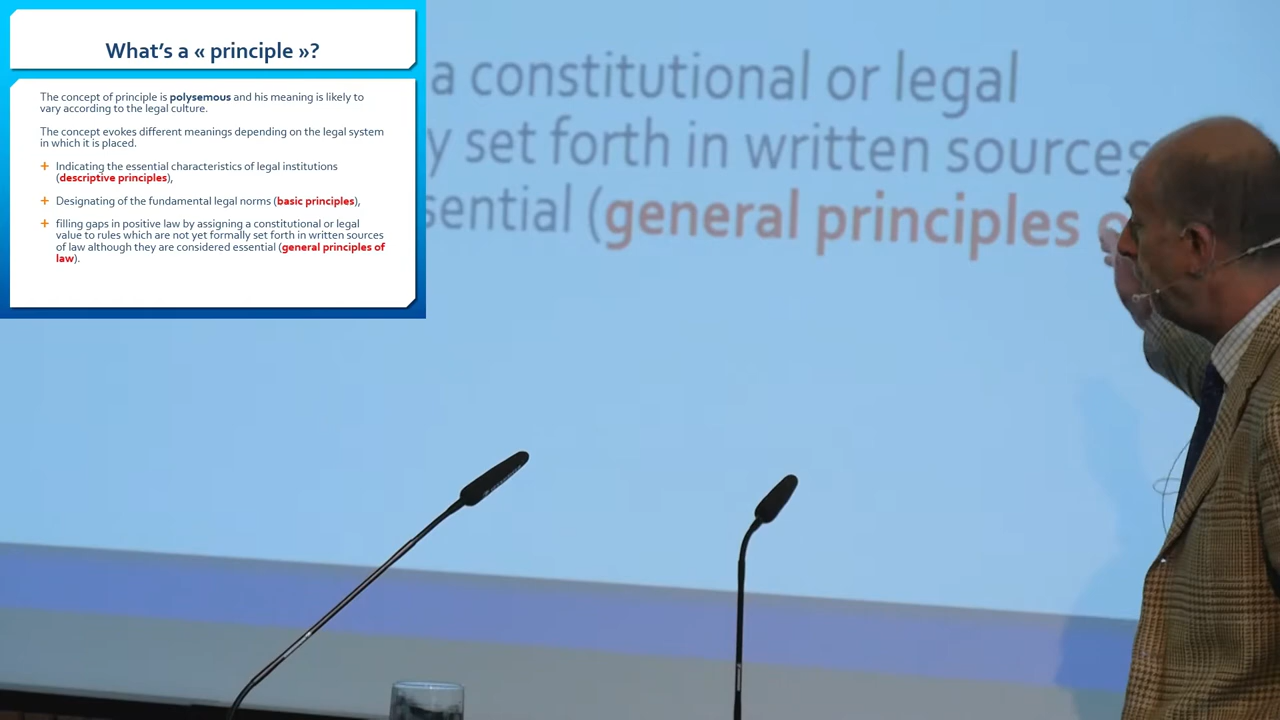 What's a « principle »?
The concept of principle is polysemous and his meaning is likely to
vary according to the legal culture.
The concept evokes different meanings depending on the legal system
in which it is placed.
+ Indicating the essential characteristics of legal institutions
(descriptive principles),
+ Designating of the fundamental legal norms (basic principles),
+ filling gaps in positive law by assigning a constitutional or legal
value to rules which are not yet formally set forth in written sources
of law although they are considered essential (general principles of
law).
a constitutional or legal
y set forth in written sources
sential (general principles o